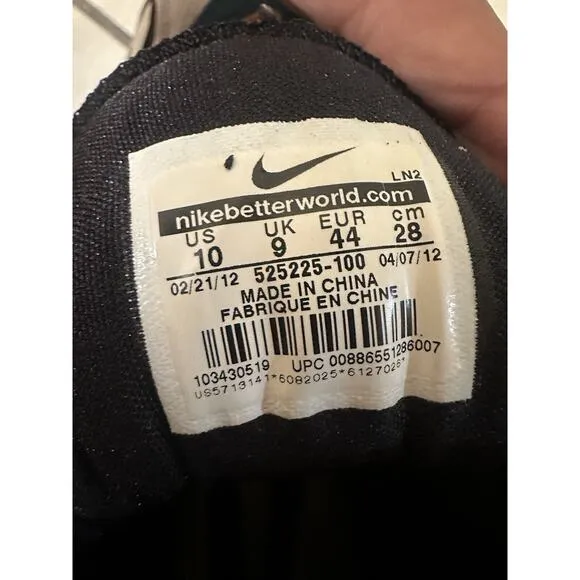 LN2
nikebetterworld.com
US UK EUR cm
10 9 44 28
02/21/12 525225-100 04/07/12
MADE IN CHINA
FABRIQUE EN CHINE
103430519 UPC 00886551286007
US5713141*6082025*6127026*